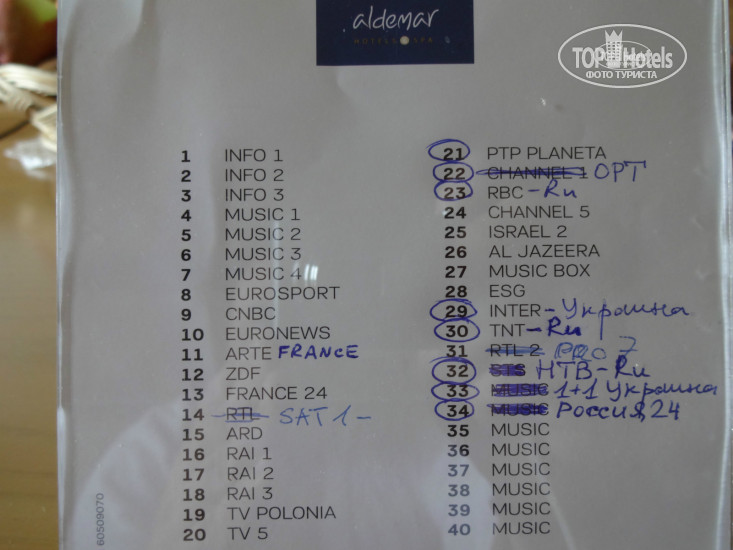 aldemar
HOTELS SPA
TOPHotels
ФОТО ТУРИСТА
1 INFO 1
2 INFO 2
3 INFO 3
4 MUSIC 1
5 MUSIC 2
6 MUSIC 3
7 MUSIC 4
8 EUROSPORT
9 CNBC
10 EURONEWS
11 ARTE FRANCE
12 ZDF
13 FRANCE 24
14 RTL SAT 1 -
15 ARD
16 RAI 1
17 RAI 2
18 RAI 3
19 TV POLONIA
20 TV 5
21 PTP PLANETA
22 CHANNEL 1 ОРТ
23 RBC - Ru
24 CHANNEL 5
25 ISRAEL 2
26 AL JAZEERA
27 MUSIC BOX
28 ESG
29 INTER - Украина
30 TNT - Ru
31 RTL 2 PRO 7
32 STS НТВ - Ru
33 MUSIC 1+1 Украина
34 MUSIC Россия, 24
35 MUSIC
36 MUSIC
37 MUSIC
38 MUSIC
39 MUSIC
40 MUSIC
60509070